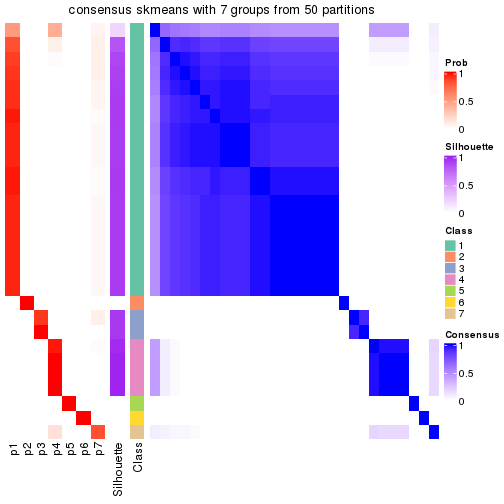 consensus skmeans with 7 groups from 50 partitions
Prob
1
0.5
0
Silhouette
1
0.5
0
Class
1
2
3
4
5
6
7
Consensus
1
0.5
0
p1
p2
p3
p4
p5
p6
p7
Silhouette
Class